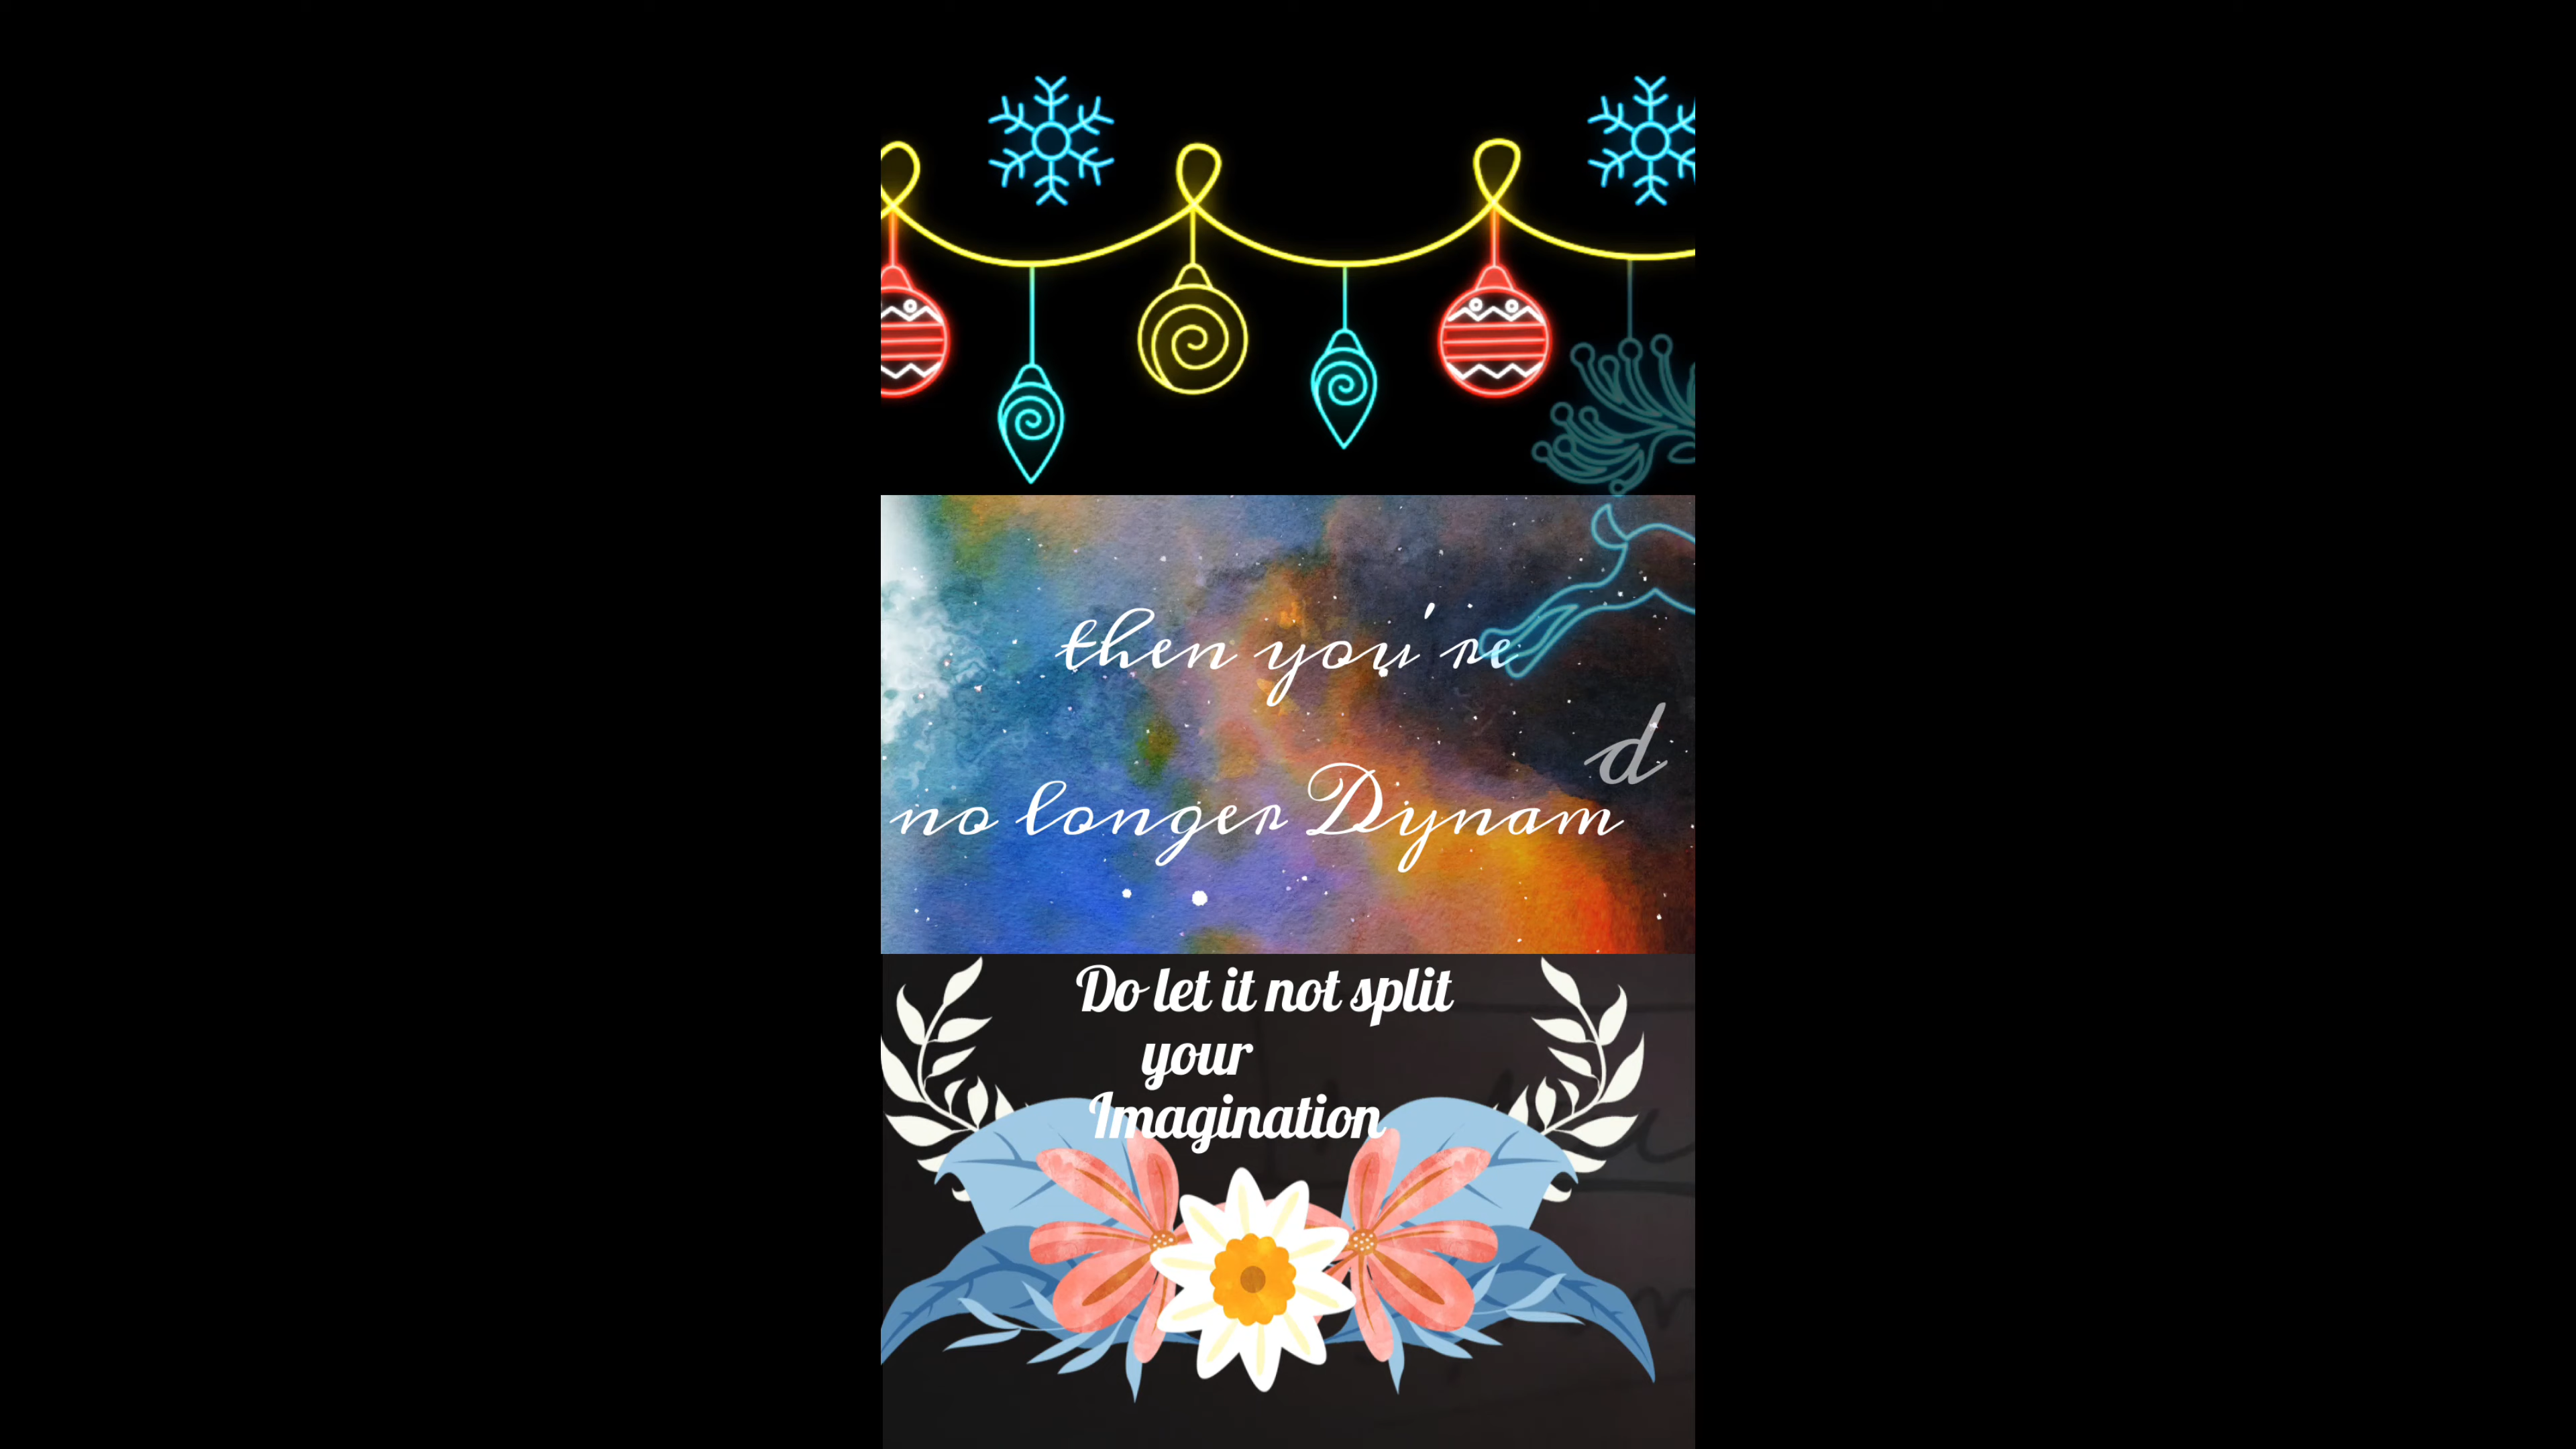 then you're
d
no longer Dynam
Do let it not split
your
Imagination